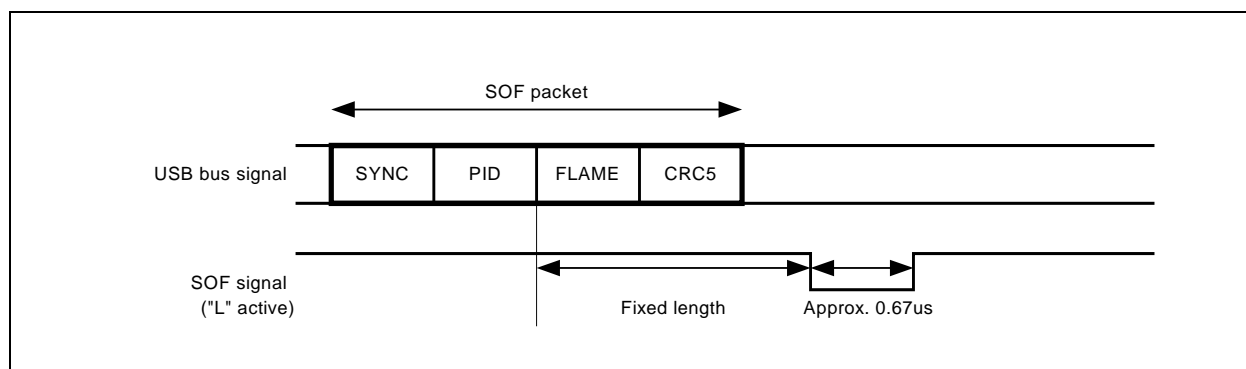 SOF packet
USB bus signal
SYNC
PID
FLAME
CRC5
SOF signal
("L" active)
Fixed length
Approx. 0.67us